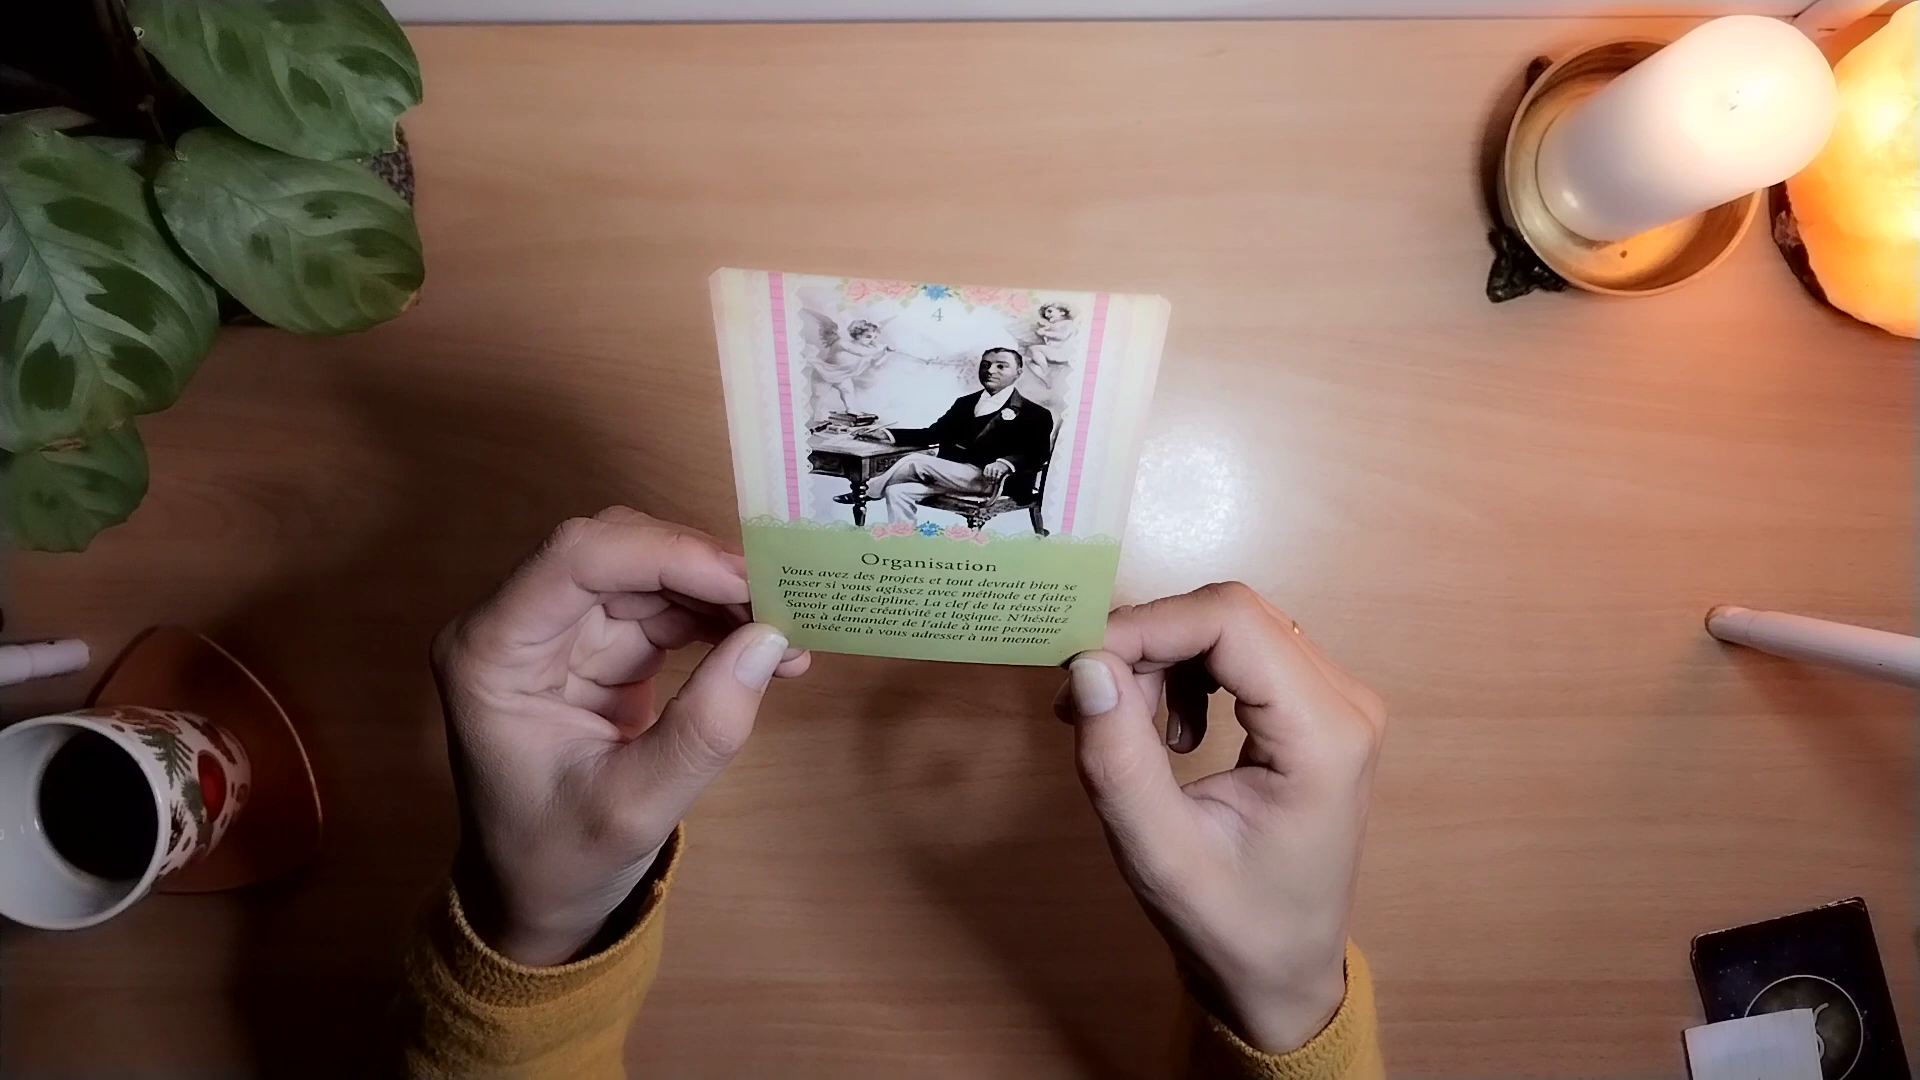 4
Organisation
Vous avez des projets et tout devrait bien se
passer si vous agissez avec méthode et faites
preuve de discipline. La clef de la réussite ?
Savoir allier créativité et logique. N'hésitez
pas à demander de l'aide à une personne
avisée ou à vous adresser à un mentor.